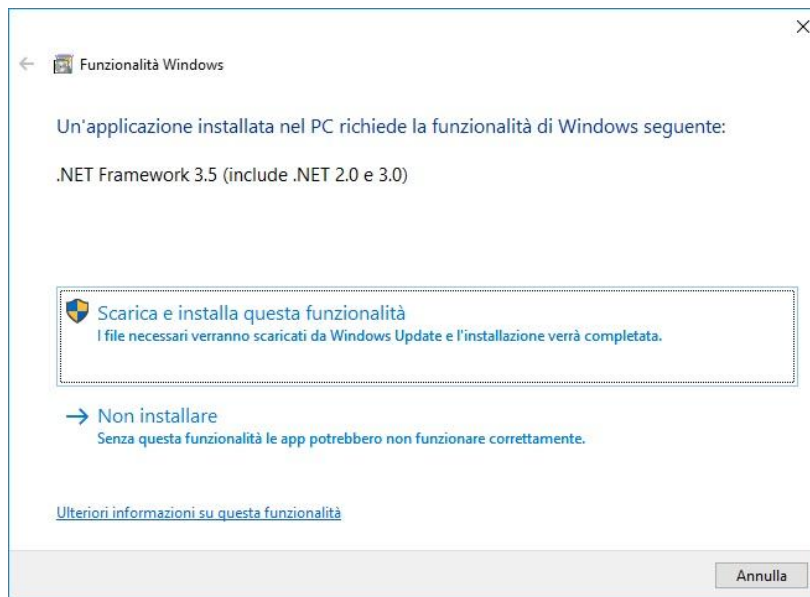 Funzionalità Windows
Un'applicazione installata nel PC richiede la funzionalità di Windows seguente:
.NET Framework 3.5 (include .NET 2.0 e 3.0)
Scarica e installa questa funzionalità
I file necessari verranno scaricati da Windows Update e l'installazione verrà completata.
Non installare
Senza questa funzionalità le app potrebbero non funzionare correttamente.
Ulteriori informazioni su questa funzionalità
Annulla